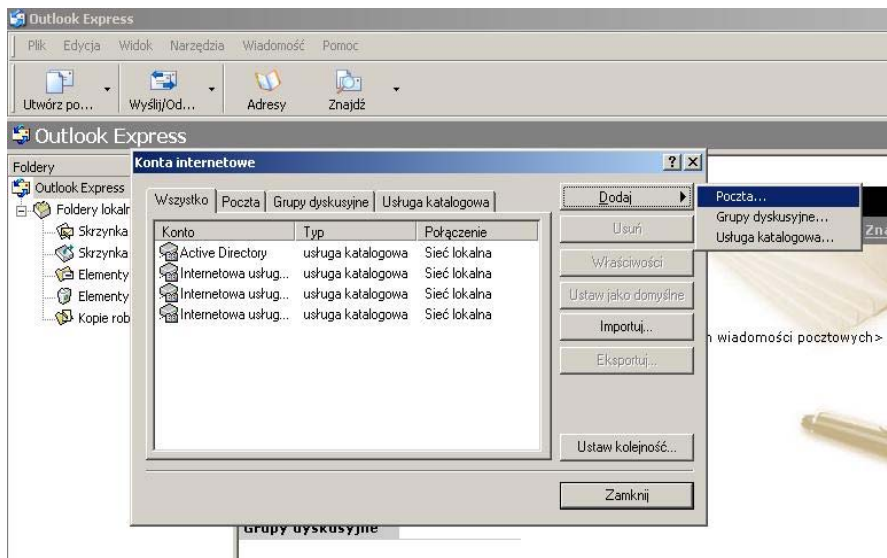 Outlook Express
Plik Edycja Widok Narzędzia Wiadomość Pomoc
Utwórz po... Wyślij/Od... Adresy Znajdź
Outlook Express
Foldery
Outlook Express
Foldery lokalr
Skrzynka
Skrzynka
Elementy
Elementy
Kopie rob
Konta internetowe
Wszystko Poczta Grupy dyskusyjne Usługa katalogowa
Konto Typ Połączenie
Active Directory usługa katalogowa Sieć lokalna
Internetowa usług... usługa katalogowa Sieć lokalna
Internetowa usług... usługa katalogowa Sieć lokalna
Internetowa usług... usługa katalogowa Sieć lokalna
Dodaj
Usuń
Właściwości
Ustaw jako domyślne
Importuj...
Eksportuj...
Ustaw kolejność...
Zamknij
Poczta...
Grupy dyskusyjne...
Usługa katalogowa...
Zna
wiadomości pocztowych>
Grupy dyskusyjne